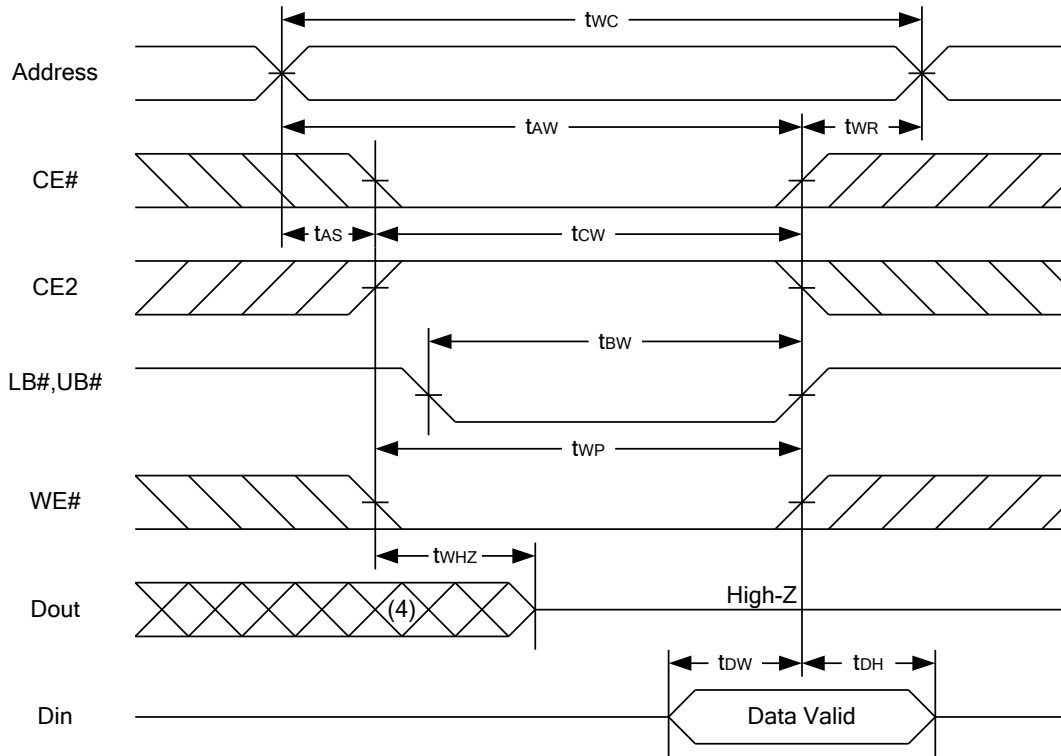 tWC
Address
tAW
tWR
CE#
tAS
tCW
CE2
tBW
LB#,UB#
tWP
WE#
tWHZ
Dout
(4)
High-Z
tDW
tDH
Din
Data Valid